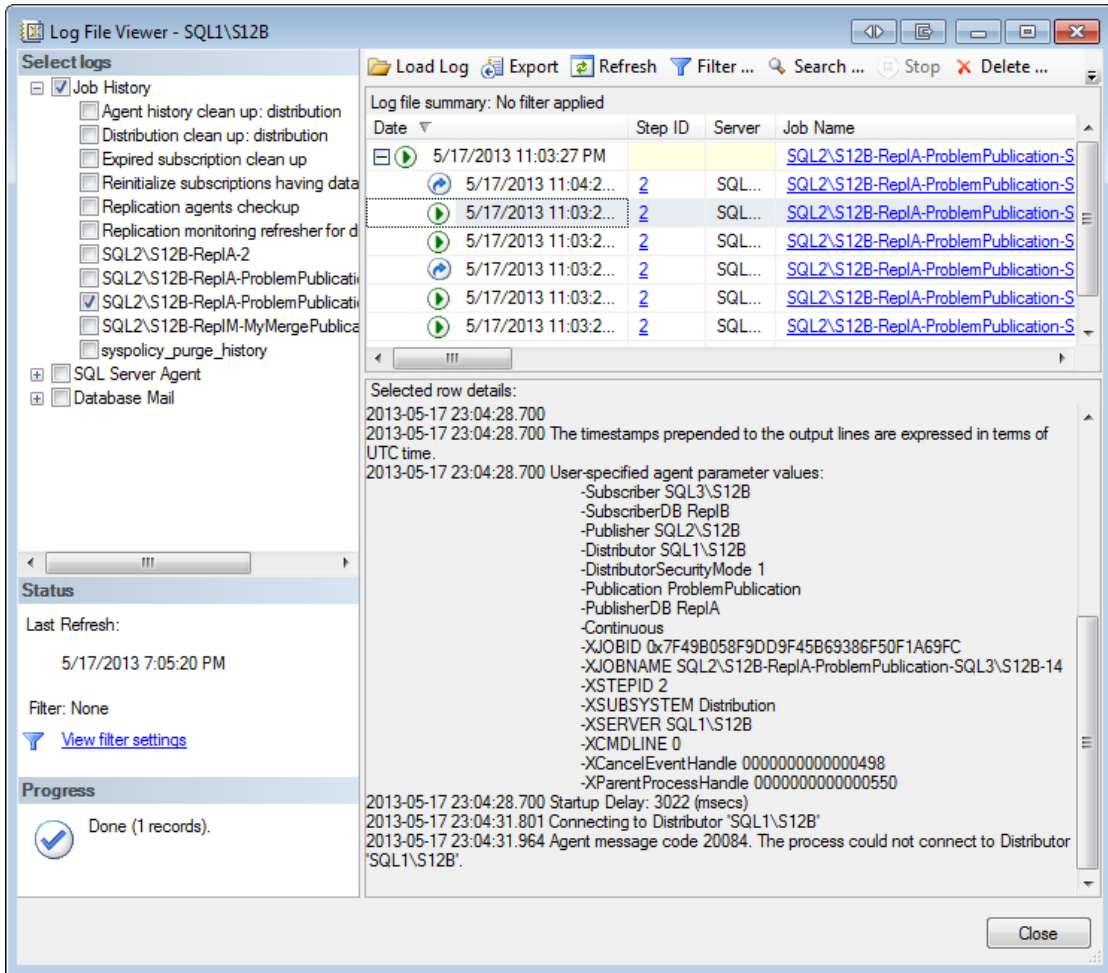 Log File Viewer - SQL1\S12B
Select logs
Job History
Agent history clean up: distribution
Distribution clean up: distribution
Expired subscription clean up
Reinitialize subscriptions having data
Replication agents checkup
Replication monitoring refresher for d
SQL2\S12B-ReplA-2
SQL2\S12B-ReplA-ProblemPublicati
SQL2\S12B-ReplA-ProblemPublicati
SQL2\S12B-ReplM-MyMergePublica
syspolicy_purge_history
SQL Server Agent
Database Mail
Status
Last Refresh:
5/17/2013 7:05:20 PM
Filter: None
View filter settings
Progress
Done (1 records).
Load Log Export Refresh Filter ... Search ... Stop Delete ...
Log file summary: No filter applied
Date Step ID Server Job Name
5/17/2013 11:03:27 PM SQL2\S12B-ReplA-ProblemPublication-S
5/17/2013 11:04:2... 2 SQL... SQL2\S12B-ReplA-ProblemPublication-S
5/17/2013 11:03:2... 2 SQL... SQL2\S12B-ReplA-ProblemPublication-S
5/17/2013 11:03:2... 2 SQL... SQL2\S12B-ReplA-ProblemPublication-S
5/17/2013 11:03:2... 2 SQL... SQL2\S12B-ReplA-ProblemPublication-S
5/17/2013 11:03:2... 2 SQL... SQL2\S12B-ReplA-ProblemPublication-S
5/17/2013 11:03:2... 2 SQL... SQL2\S12B-ReplA-ProblemPublication-S
Selected row details:
2013-05-17 23:04:28.700
2013-05-17 23:04:28.700 The timestamps prepended to the output lines are expressed in terms of
UTC time.
2013-05-17 23:04:28.700 User-specified agent parameter values:
-Subscriber SQL3\S12B
-SubscriberDB ReplB
-Publisher SQL2\S12B
-Distributor SQL1\S12B
-DistributorSecurityMode 1
-Publication ProblemPublication
-PublisherDB ReplA
-Continuous
-XJOBID 0x7F49B058F9DD9F45B69386F50F1A69FC
-XJOBNAME SQL2\S12B-ReplA-ProblemPublication-SQL3\S12B-14
-XSTEPID 2
-XSUBSYSTEM Distribution
-XSERVER SQL1\S12B
-XCMDLINE 0
-XCancelEventHandle 0000000000000498
-XParentProcessHandle 0000000000000550
2013-05-17 23:04:28.700 Startup Delay: 3022 (msecs)
2013-05-17 23:04:31.801 Connecting to Distributor 'SQL1\S12B'
2013-05-17 23:04:31.964 Agent message code 20084. The process could not connect to Distributor
'SQL1\S12B'.
Close